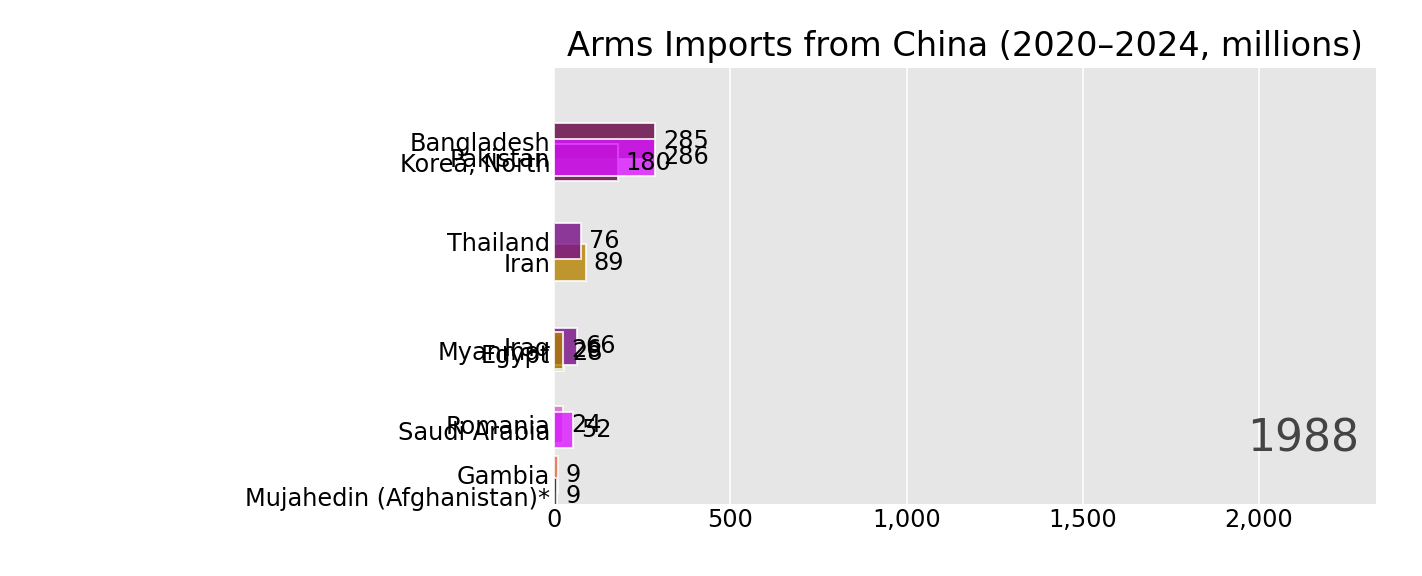 Arms Imports from China (2020–2024, millions)
Bangladesh 285
Pakistan 286
Korea, North 180
Thailand 76
Iran 89
Iraq 66
Myanmar 26
Egypt 28
Romania 24
Saudi Arabia 52
1988
Gambia 9
Mujahedin (Afghanistan)* 9
0 500 1,000 1,500 2,000